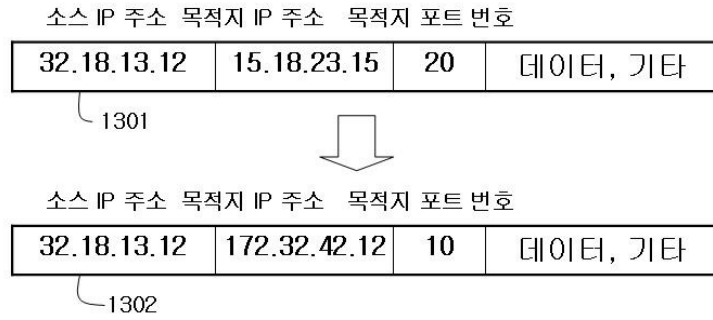 소스 IP 주소 목적지 IP 주소 목적지 포트 번호
32.18.13.12 15.18.23.15 20 데이터, 기타
1301
소스 IP 주소 목적지 IP 주소 목적지 포트 번호
32.18.13.12 172.32.42.12 10 데이터, 기타
1302